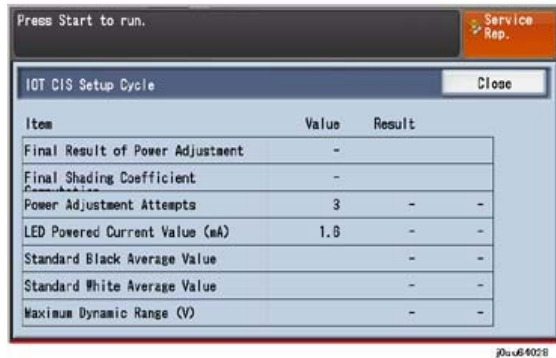 Press Start to run.
Service
Rep.
IOT CIS Setup Cycle
Close
Item Value Result
Final Result of Power Adjustment -
Final Shading Coefficient -
Power Adjustment Attempts 3 - -
LED Powered Current Value (mA) 1.6 - -
Standard Black Average Value - -
Standard White Average Value - -
Maximum Dynamic Range (V) - -
j0uu64028